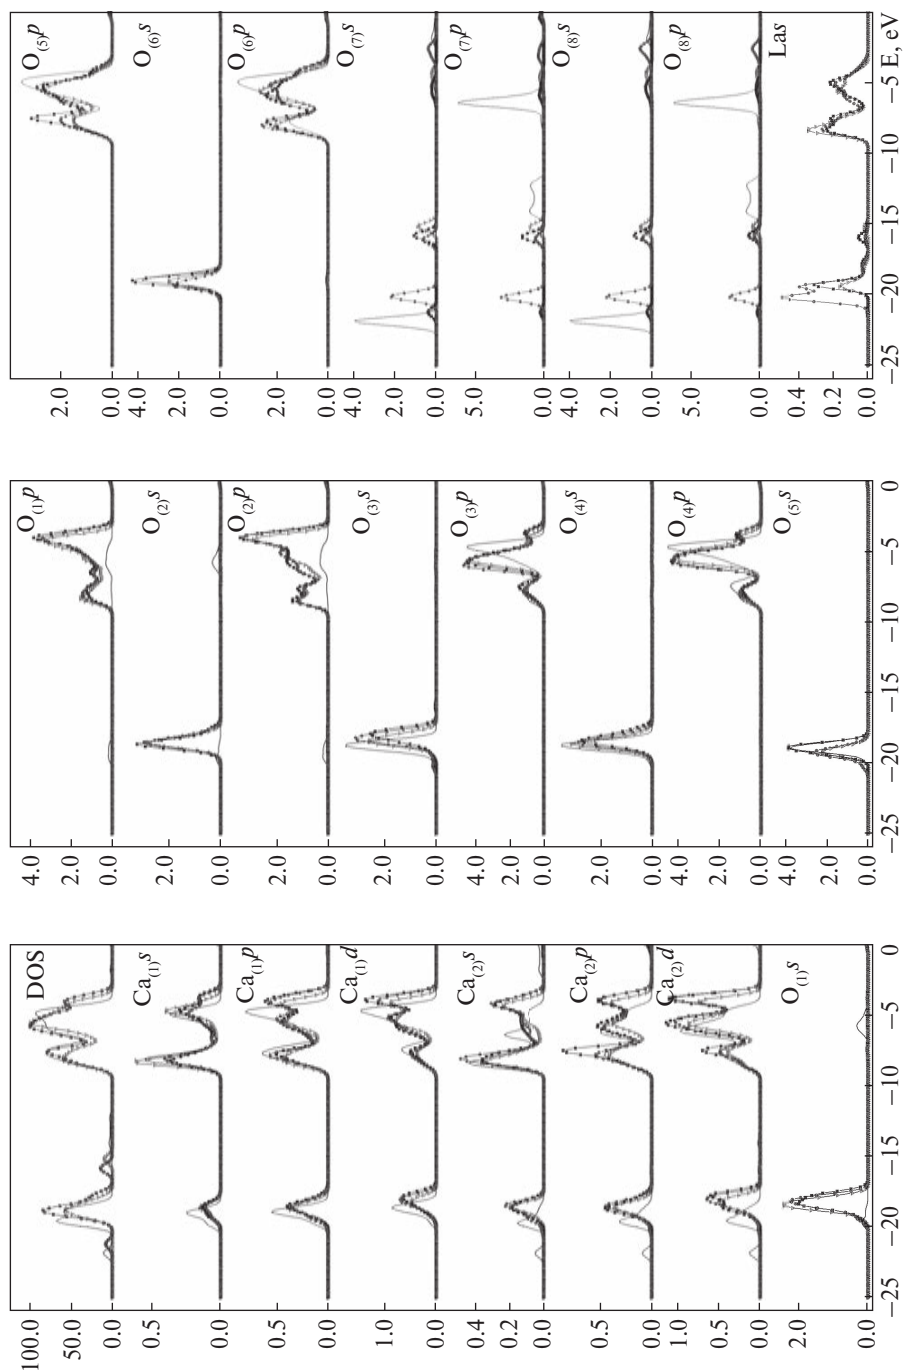 DOS
100.0
50.0
0.0
Ca(1)s
0.5
0.0
Ca(1)p
0.5
0.0
Ca(1)d
1.0
0.0
Ca(2)s
0.4
0.2
0.0
Ca(2)p
0.5
0.0
Ca(2)d
1.0
0.5
0.0
O(1)s
2.0
0.0
−25 −20 −15 −10 −5 0
O(1)p
4.0
2.0
0.0
O(2)s
2.0
0.0
O(2)p
2.0
0.0
O(3)s
2.0
0.0
O(3)p
4.0
2.0
0.0
O(4)s
2.0
0.0
O(4)p
4.0
2.0
0.0
O(5)s
4.0
2.0
0.0
−25 −20 −15 −10 −5 0
O(5)p
2.0
0.0
O(6)s
4.0
2.0
0.0
O(6)p
2.0
0.0
O(7)s
4.0
2.0
0.0
O(7)p
5.0
0.0
O(8)s
4.0
2.0
0.0
O(8)p
5.0
0.0
Las
0.4
0.2
0.0
−25 −20 −15 −10 −5 E, eV